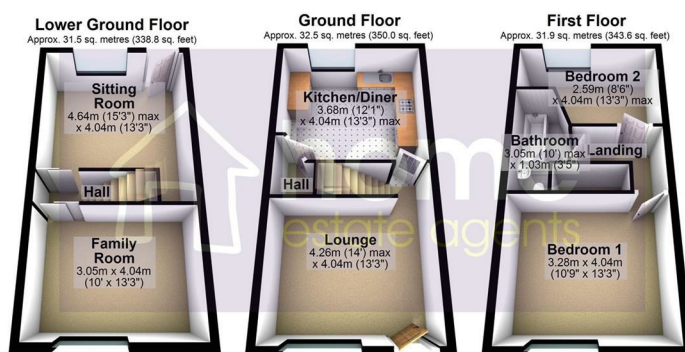 Lower Ground Floor
Approx. 31.5 sq. metres (338.8 sq. feet)
Sitting
Room
4.64m (15'3") max
x 4.04m (13'3")
Hall
Family
Room
3.05m x 4.04m
(10' x 13'3")
Ground Floor
Approx. 32.5 sq. metres (350.0 sq. feet)
Kitchen/Diner
3.68m (12'1")
x 4.04m (13'3") max
Hall
Lounge
4.26m (14') max
x 4.04m (13'3")
First Floor
Approx. 31.9 sq. metres (343.6 sq. feet)
Bedroom 2
2.59m (8'6")
x 4.04m (13'3") max
Bathroom
3.05m (10') max
x 1.03m (3'5")
Landing
Bedroom 1
3.28m x 4.04m
(10'9" x 13'3")
home
estate agents